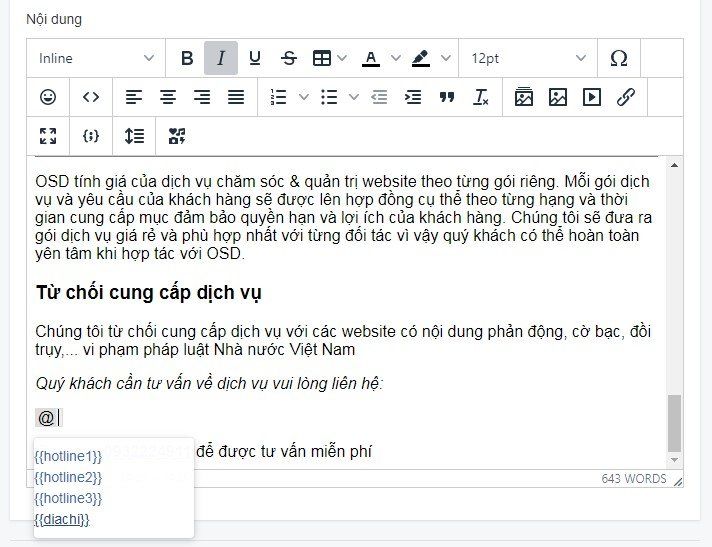 Nội dung
Inline
B I U S A
12pt
Ω
OSD tính giá của dịch vụ chăm sóc & quản trị website theo từng gói riêng. Mỗi gói dịch
vụ và yêu cầu của khách hàng sẽ được lên hợp đồng cụ thể theo từng hạng và thời
gian cung cấp mục đảm bảo quyền hạn và lợi ích của khách hàng. Chúng tôi sẽ đưa ra
gói dịch vụ giá rẻ và phù hợp nhất với từng đối tác vì vậy quý khách có thể hoàn toàn
yên tâm khi hợp tác với OSD.
Từ chối cung cấp dịch vụ
Chúng tôi từ chối cung cấp dịch vụ với các website có nội dung phản động, cờ bạc, đồi
trụy,... vi phạm pháp luật Nhà nước Việt Nam
Quý khách cần tư vấn về dịch vụ vui lòng liên hệ:
@
để được tư vấn miễn phí
{{hotline1}}
{{hotline2}}
{{hotline3}}
{{diachi}}
643 WORDS